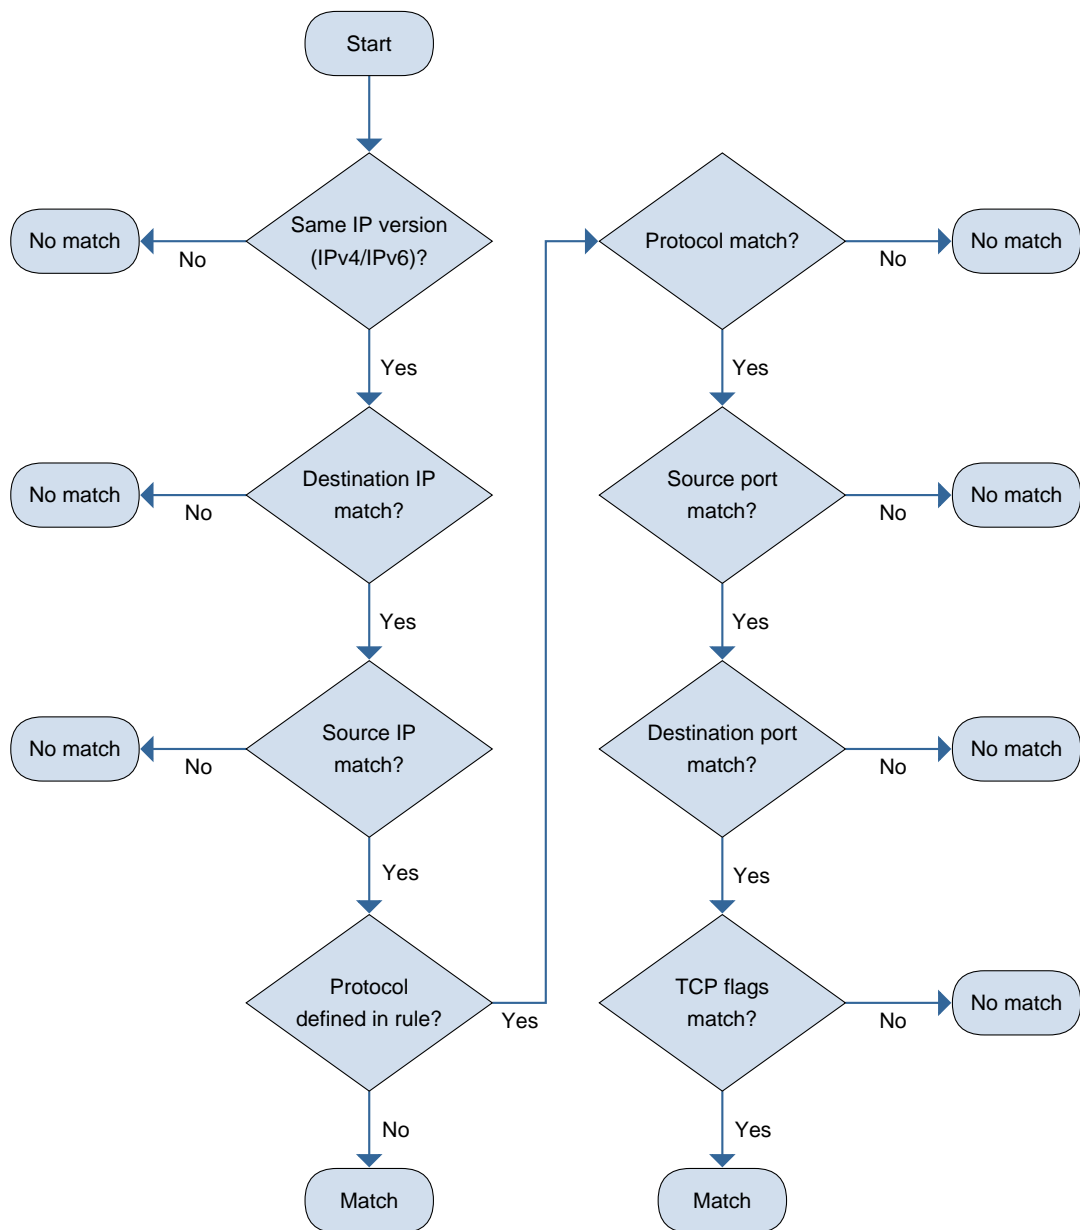 Start
Same IP version
(IPv4/IPv6)?
No match
No
Yes
Destination IP
match?
No match
No
Yes
Source IP
match?
No match
No
Yes
Protocol
defined in rule?
Yes
No
Match
Protocol match?
No
No match
Yes
Source port
match?
No
No match
Yes
Destination port
match?
No
No match
Yes
TCP flags
match?
No
No match
Yes
Match